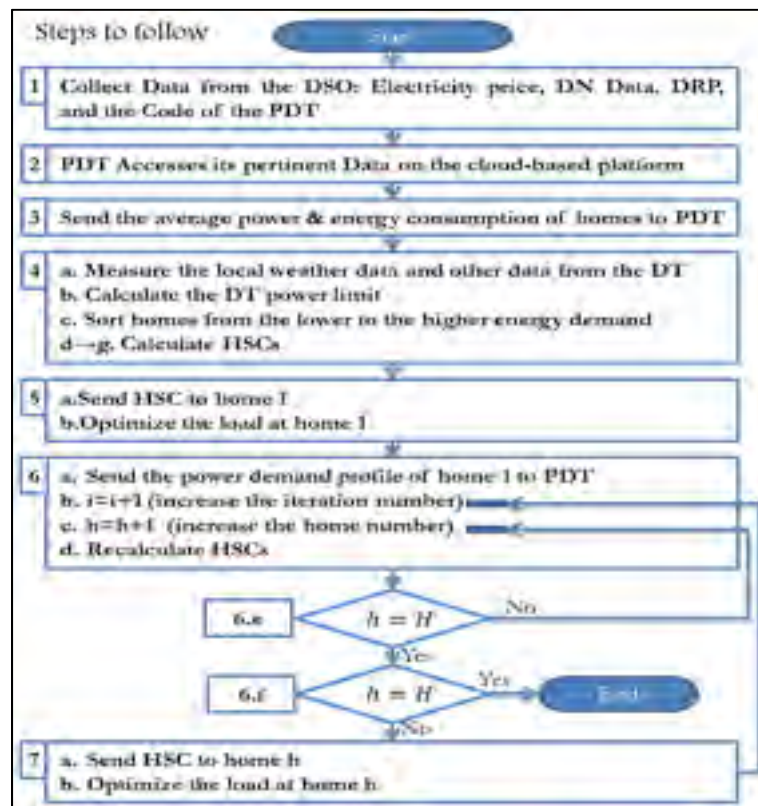 Steps to follow
Start
1 Collect Data from the DSO: Electricity price, DN Data, DRP,
and the Code of the PDT
2 PDT Accesses its pertinent Data on the cloud-based platform
3 Send the average power & energy consumption of homes to PDT
4 a. Measure the local weather data and other data from the DT
b. Calculate the DT power limit
c. Sort homes from the lower to the higher energy demand
d→g. Calculate HSCs
5 a.Send HSC to home 1
b.Optimize the load at home 1
6 a. Send the power demand profile of home 1 to PDT
b. i=i+1 (increase the iteration number)
c. h=h+1 (increase the home number)
d. Recalculate HSCs
6.e h = H No
Yes
6.f h = H Yes End
No
7 a. Send HSC to home h
b. Optimize the load at home h